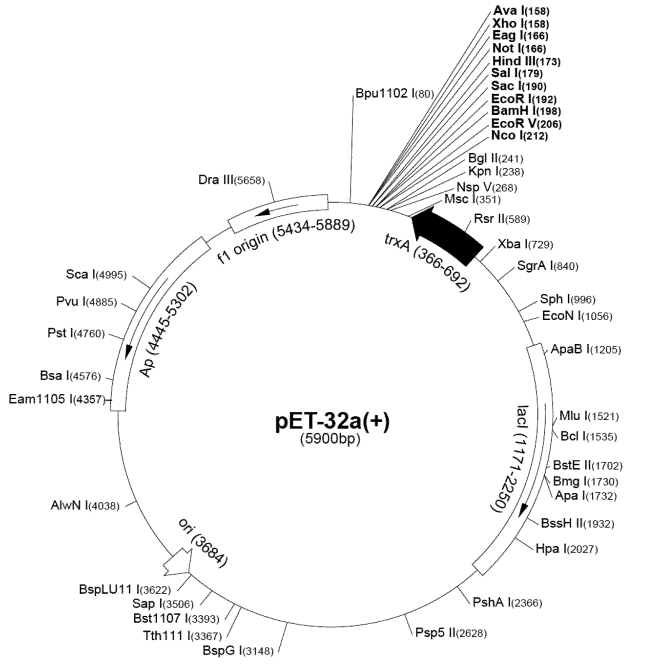 Ava I(158)
Xho I(158)
Eag I(166)
Not I(166)
Hind III(173)
Sal I(179)
Sac I(190)
EcoR I(192)
BamH I(198)
EcoR V(206)
Nco I(212)
Bpu1102 I(80)
Bgl II(241)
Kpn I(238)
Nsp V(268)
Msc I(351)
Rsr II(589)
Xba I(729)
SgrA I(840)
Sph I(996)
EcoN I(1056)
ApaB I(1205)
Mlu I(1521)
Bcl I(1535)
BstE II(1702)
Bmg I(1730)
Apa I(1732)
BssH II(1932)
Hpa I(2027)
PshA I(2366)
Psp5 II(2628)
BspG I(3148)
Tth111 I(3367)
Bst1107 I(3393)
Sap I(3506)
BspLU11 I(3622)
AlwN I(4038)
Eam1105 I(4357)
Bsa I(4576)
Pst I(4760)
Pvu I(4885)
Sca I(4995)
Dra III(5658)
f1 origin (5434-5889)
trxA (366-692)
Ap (4445-5302)
lacI (1171-2250)
ori (3684)
pET-32a(+)
(5900bp)